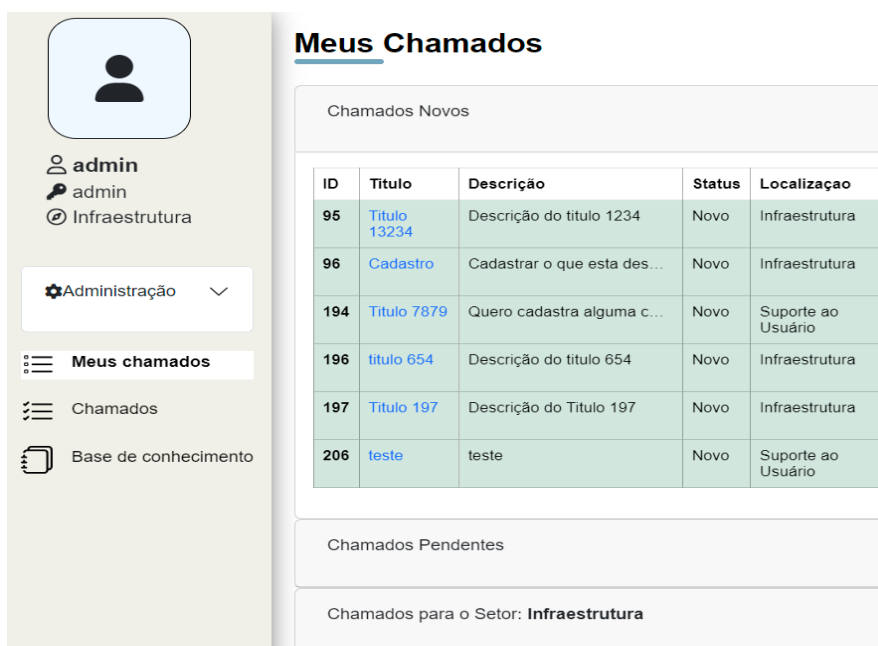 admin
admin
Infraestrutura
Administração
Meus chamados
Chamados
Base de conhecimento
Meus Chamados
Chamados Novos
ID Titulo Descrição Status Localizaçao
95 Titulo 13234 Descrição do titulo 1234 Novo Infraestrutura
96 Cadastro Cadastrar o que esta des... Novo Infraestrutura
194 Titulo 7879 Quero cadastra alguma c... Novo Suporte ao Usuário
196 titulo 654 Descrição do titulo 654 Novo Infraestrutura
197 Titulo 197 Descrição do Titulo 197 Novo Infraestrutura
206 teste teste Novo Suporte ao Usuário
Chamados Pendentes
Chamados para o Setor: Infraestrutura